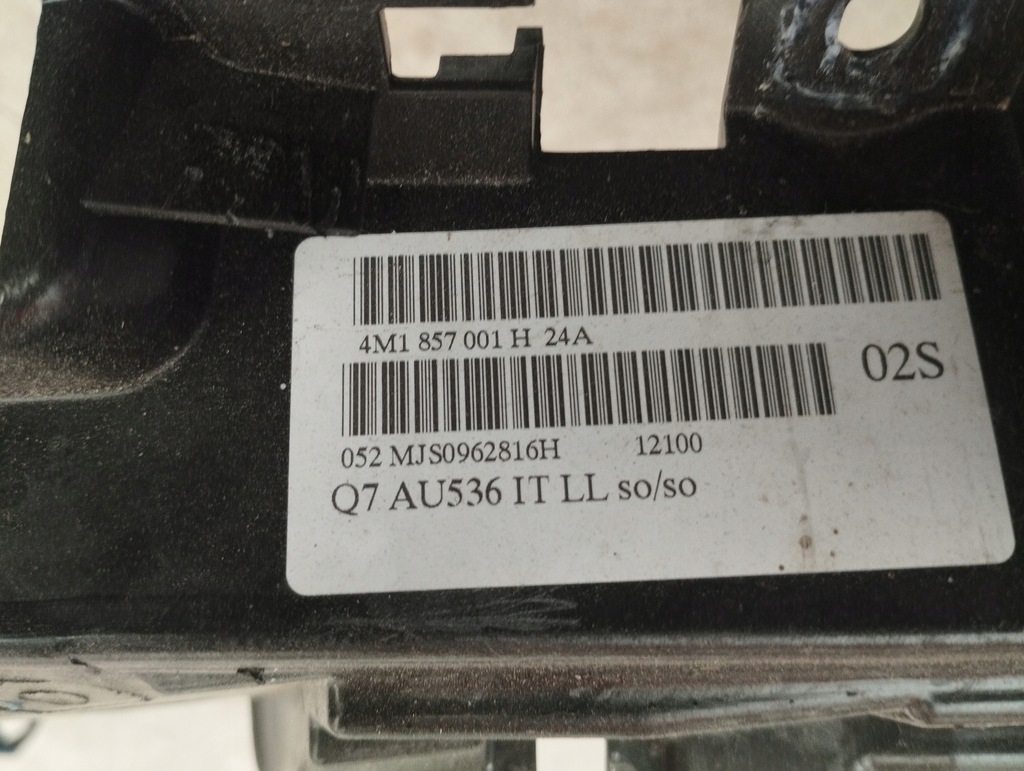 4M1 857 001 H 24A
02S
052 MJS0962816H 12100
Q7 AU536 IT LL so/so